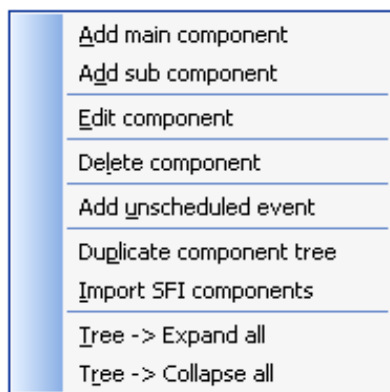 Add main component
Add sub component
Edit component
Delete component
Add unscheduled event
Duplicate component tree
Import SFI components
Tree -> Expand all
Tree -> Collapse all